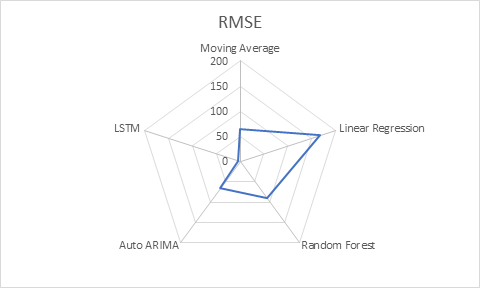 RMSE
Moving Average
200
150
100
50
0
LSTM
Linear Regression
Auto ARIMA
Random Forest